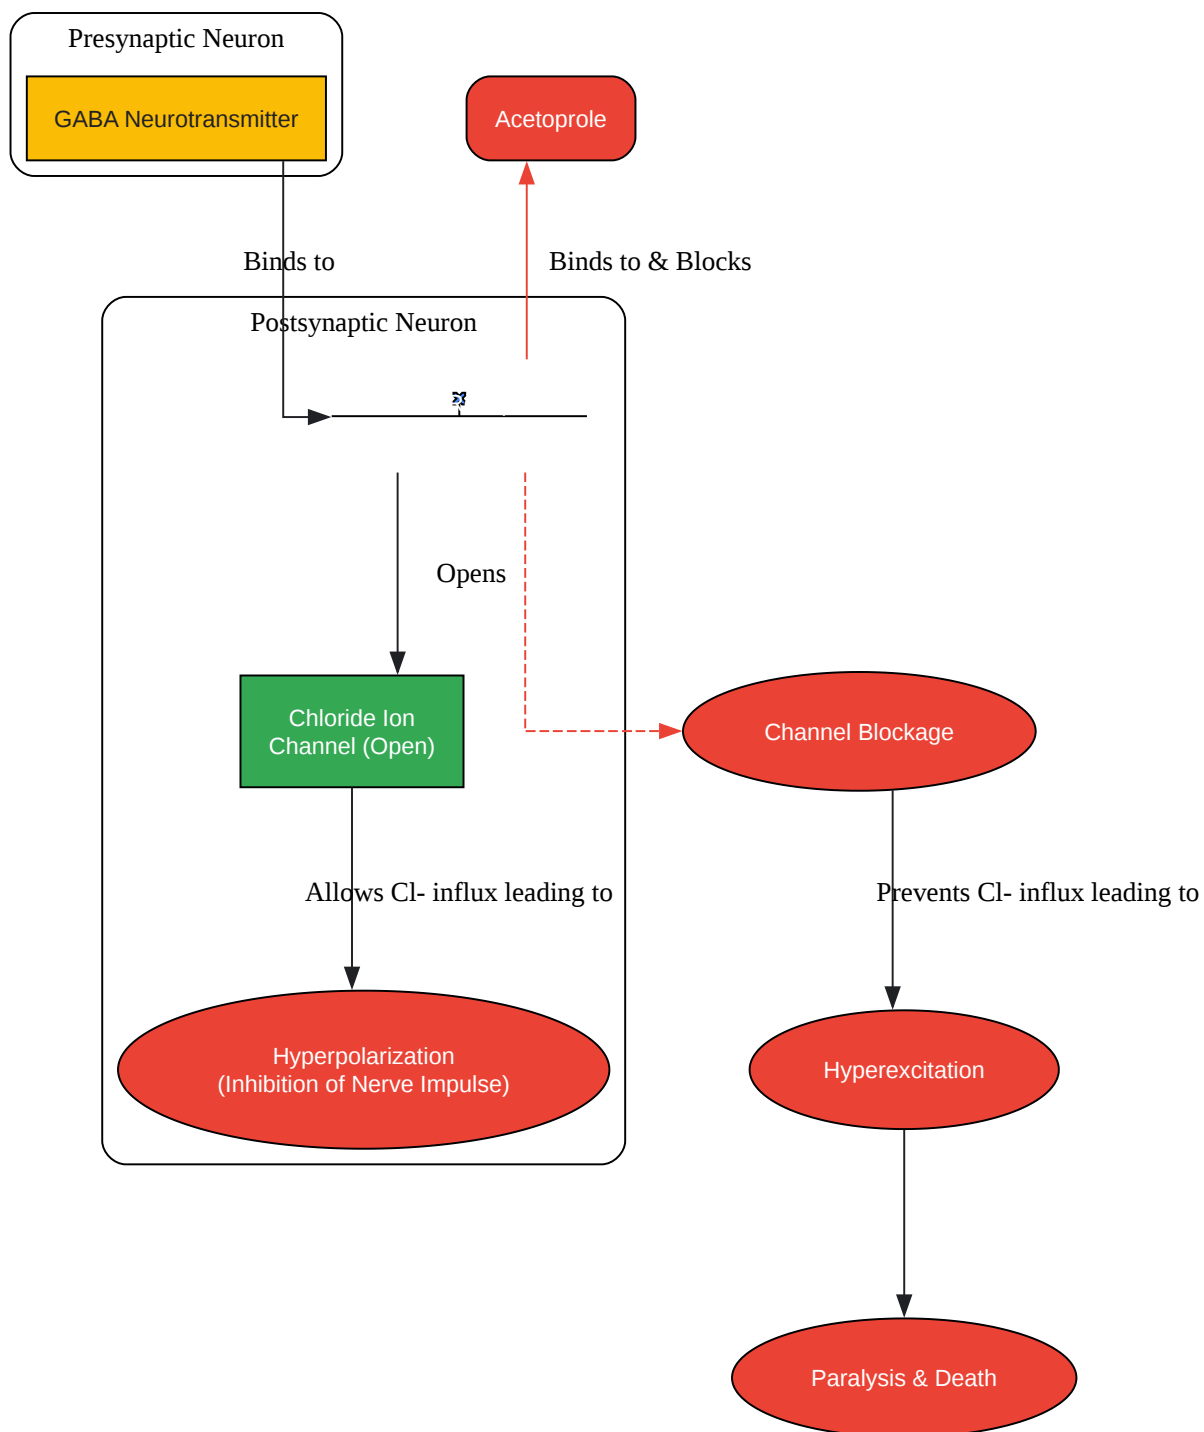 Presynaptic Neuron
GABA Neurotransmitter
Acetoprole
Binds to
Binds to & Blocks
Postsynaptic Neuron
Opens
Chloride Ion
Channel (Open)
Channel Blockage
Allows Cl- influx leading to
Prevents Cl- influx leading to
Hyperpolarization
(Inhibition of Nerve Impulse)
Hyperexcitation
Paralysis & Death